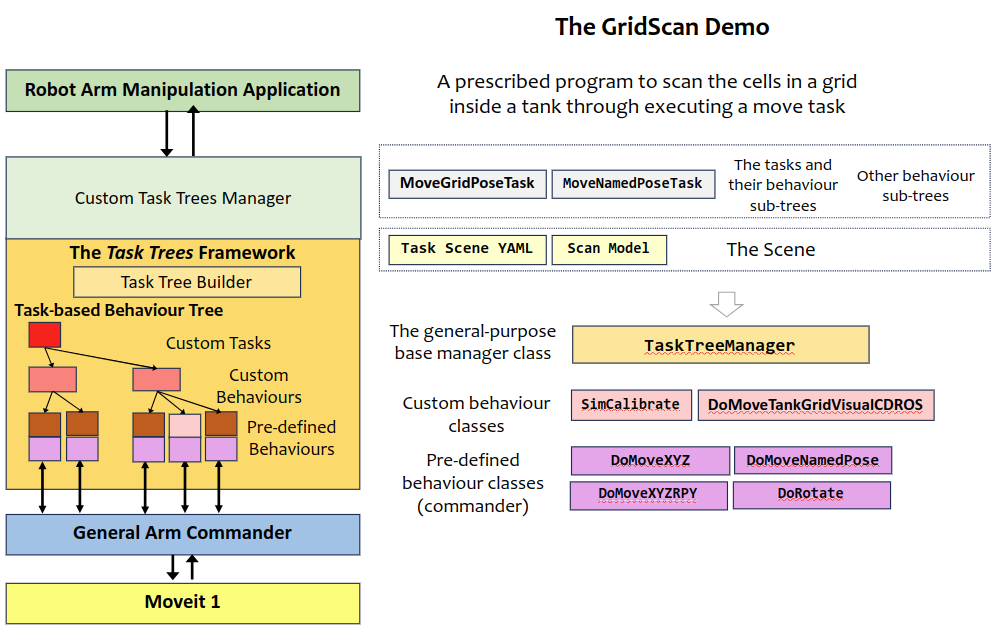 The GridScan Demo
A prescribed program to scan the cells in a grid
inside a tank through executing a move task
Robot Arm Manipulation Application
Custom Task Trees Manager
The Task Trees Framework
Task Tree Builder
Task-based Behaviour Tree
Custom Tasks
Custom
Behaviours
Pre-defined
Behaviours
General Arm Commander
Moveit 1
MoveGridPoseTask
MoveNamedPoseTask
The tasks and
their behaviour
sub-trees
Other behaviour
sub-trees
Task Scene YAML
Scan Model
The Scene
The general-purpose
base manager class
TaskTreeManager
Custom behaviour
classes
SimCalibrate
DoMoveTankGridVisualCDROS
Pre-defined
behaviour classes
(commander)
DoMoveXYZ
DoMoveNamedPose
DoMoveXYZRPY
DoRotate